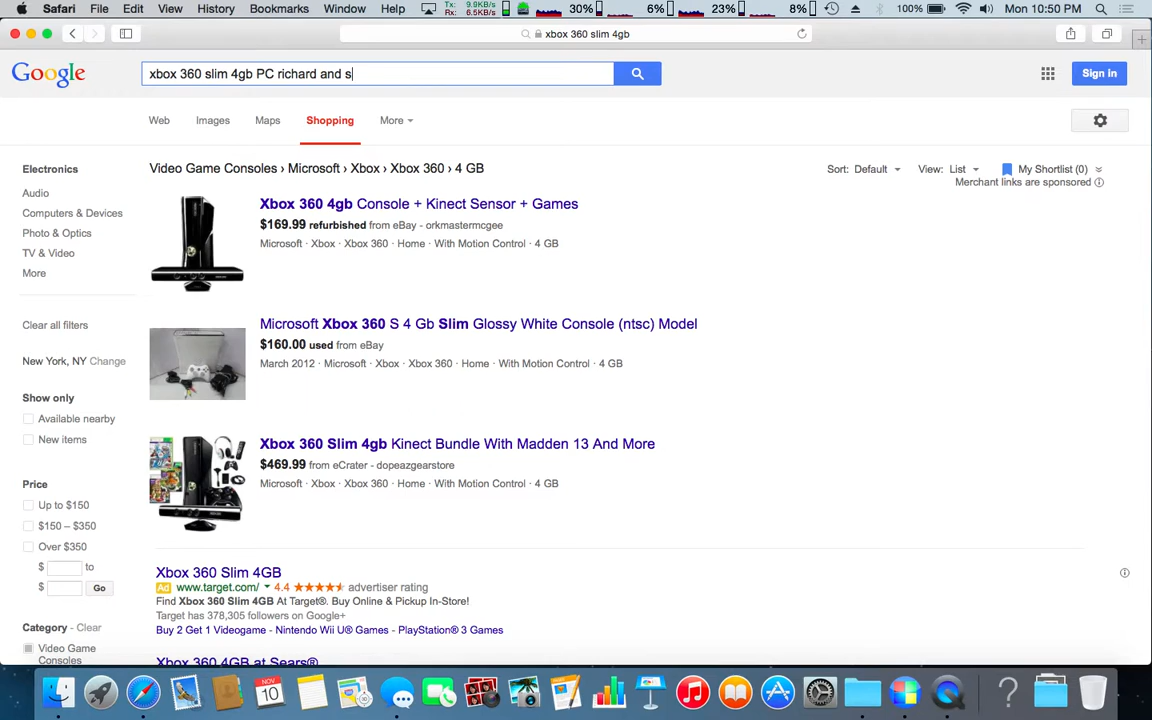 Safari File Edit View History Bookmarks Window Help Tx: 9.9KB/s Rx: 6.5KB/s 30% 6% 23% 8% 100% Mon 10:50 PM
xbox 360 slim 4gb
Google xbox 360 slim 4gb PC richard and s Sign in
Web Images Maps Shopping More
Electronics
Audio
Computers & Devices
Photo & Optics
TV & Video
More
Clear all filters
New York, NY Change
Show only
Available nearby
New items
Price
Up to $150
$150 – $350
Over $350
$ to
$ Go
Category - Clear
Video Game
Consoles
Video Game Consoles › Microsoft › Xbox › Xbox 360 › 4 GB
Sort: Default View: List My Shortlist (0)
Merchant links are sponsored
Xbox 360 4gb Console + Kinect Sensor + Games
$169.99 refurbished from eBay - orkmastermcgee
Microsoft · Xbox · Xbox 360 · Home · With Motion Control · 4 GB
Microsoft Xbox 360 S 4 Gb Slim Glossy White Console (ntsc) Model
$160.00 used from eBay
March 2012 · Microsoft · Xbox · Xbox 360 · Home · With Motion Control · 4 GB
Xbox 360 Slim 4gb Kinect Bundle With Madden 13 And More
$469.99 from eCrater - dopeazgearstore
Microsoft · Xbox · Xbox 360 · Home · With Motion Control · 4 GB
Xbox 360 Slim 4GB
Ad www.target.com/ 4.4 advertiser rating
Find Xbox 360 Slim 4GB At Target®. Buy Online & Pickup In-Store!
Target has 378,305 followers on Google+
Buy 2 Get 1 Videogame - Nintendo Wii U® Games - PlayStation® 3 Games
Xbox 360 4GB at Sears®
NOV
10